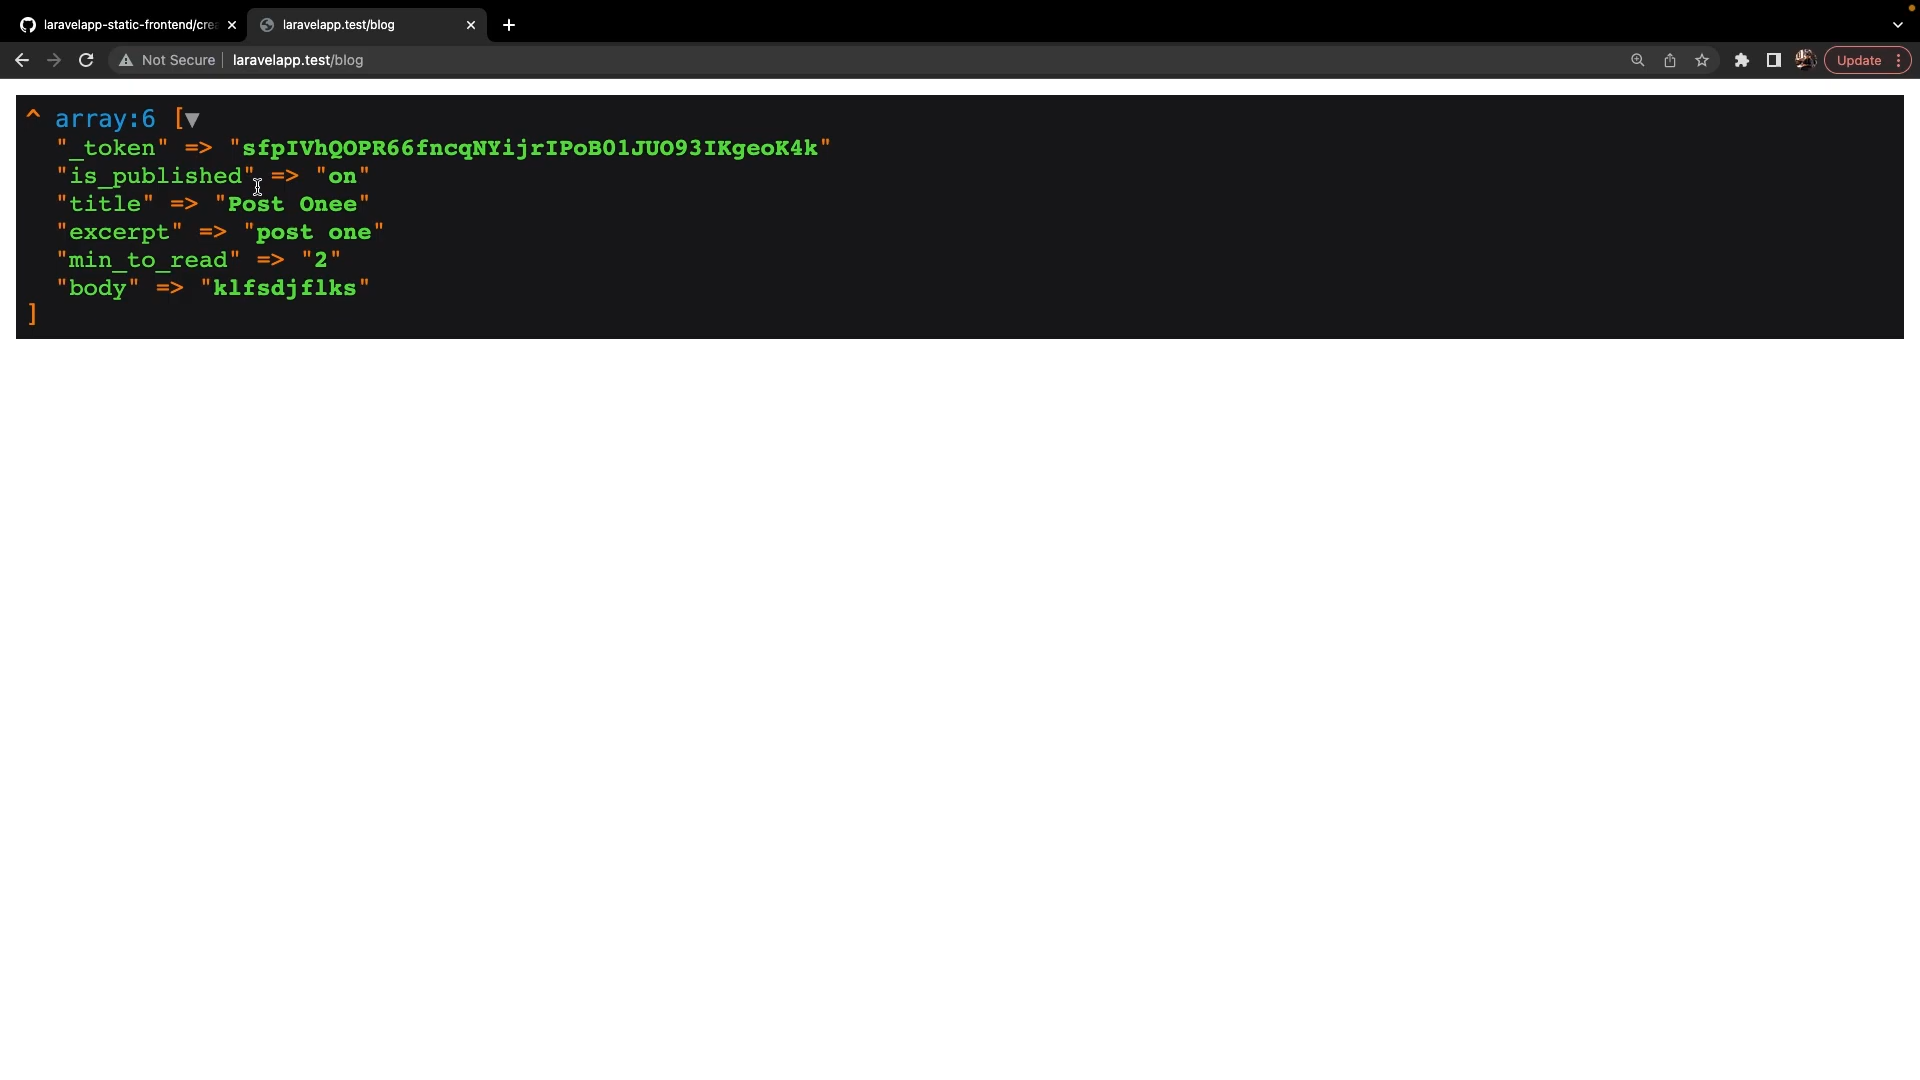 laravelapp-static-frontend/crea
laravelapp.test/blog
Not Secure
laravelapp.test/blog
Update
^ array:6 [▼
"_token" => "sfpIVhQOPR66fncqNYijrIPoB01JUO93IKgeoK4k"
"is_published" => "on"
"title" => "Post Onee"
"excerpt" => "post one"
"min_to_read" => "2"
"body" => "klfsdjflks"
]